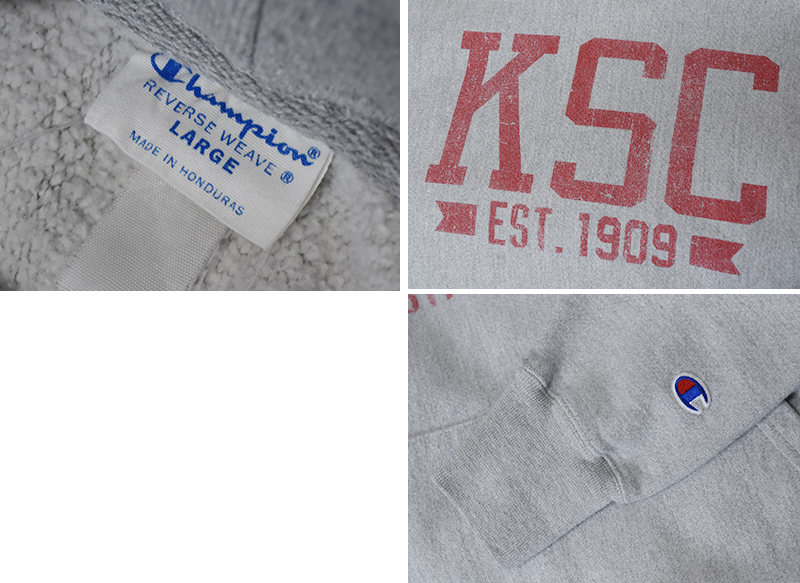 Champion®
REVERSE WEAVE®
LARGE
MADE IN HONDURAS
KSC
EST. 1909